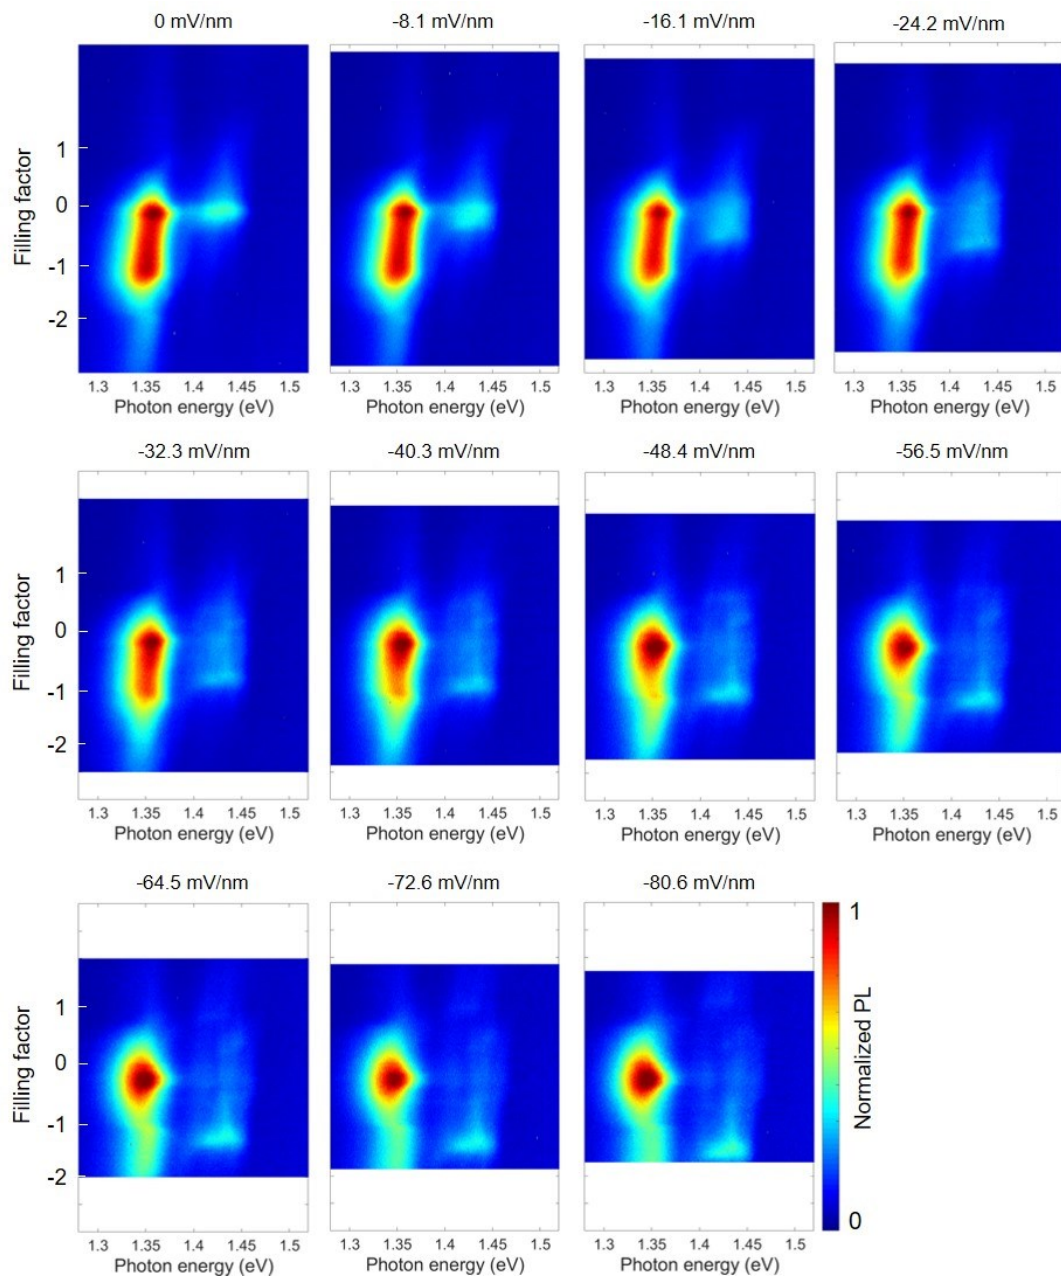 0 mV/nm -8.1 mV/nm -16.1 mV/nm -24.2 mV/nm
Filling factor
1
0
-1
-2
1.3 1.35 1.4 1.45 1.5 1.3 1.35 1.4 1.45 1.5 1.3 1.35 1.4 1.45 1.5 1.3 1.35 1.4 1.45 1.5
Photon energy (eV) Photon energy (eV) Photon energy (eV) Photon energy (eV)
-32.3 mV/nm -40.3 mV/nm -48.4 mV/nm -56.5 mV/nm
Filling factor
1
0
-1
-2
1.3 1.35 1.4 1.45 1.5 1.3 1.35 1.4 1.45 1.5 1.3 1.35 1.4 1.45 1.5 1.3 1.35 1.4 1.45 1.5
Photon energy (eV) Photon energy (eV) Photon energy (eV) Photon energy (eV)
-64.5 mV/nm -72.6 mV/nm -80.6 mV/nm
Filling factor
1
0
-1
-2
1
Normalized PL
0
1.3 1.35 1.4 1.45 1.5 1.3 1.35 1.4 1.45 1.5 1.3 1.35 1.4 1.45 1.5
Photon energy (eV) Photon energy (eV) Photon energy (eV)